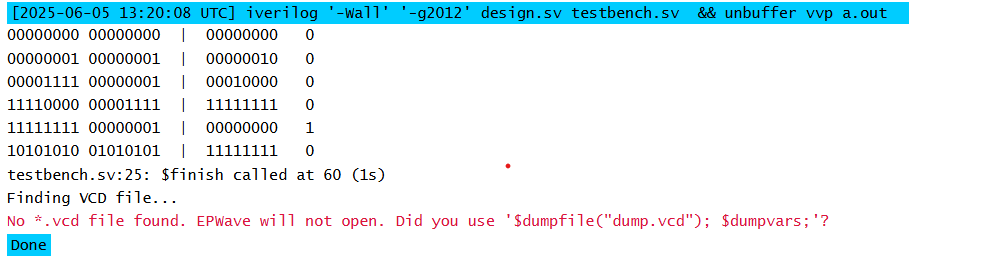 [2025-06-05 13:20:08 UTC] iverilog '-Wall' '-g2012' design.sv testbench.sv  && unbuffer vvp a.out
00000000 00000000  |  00000000   0
00000001 00000001  |  00000010   0
00001111 00000001  |  00010000   0
11110000 00001111  |  11111111   0
11111111 00000001  |  00000000   1
10101010 01010101  |  11111111   0
testbench.sv:25: $finish called at 60 (1s)
Finding VCD file...
No *.vcd file found. EPWave will not open. Did you use '$dumpfile("dump.vcd"); $dumpvars;'?
Done